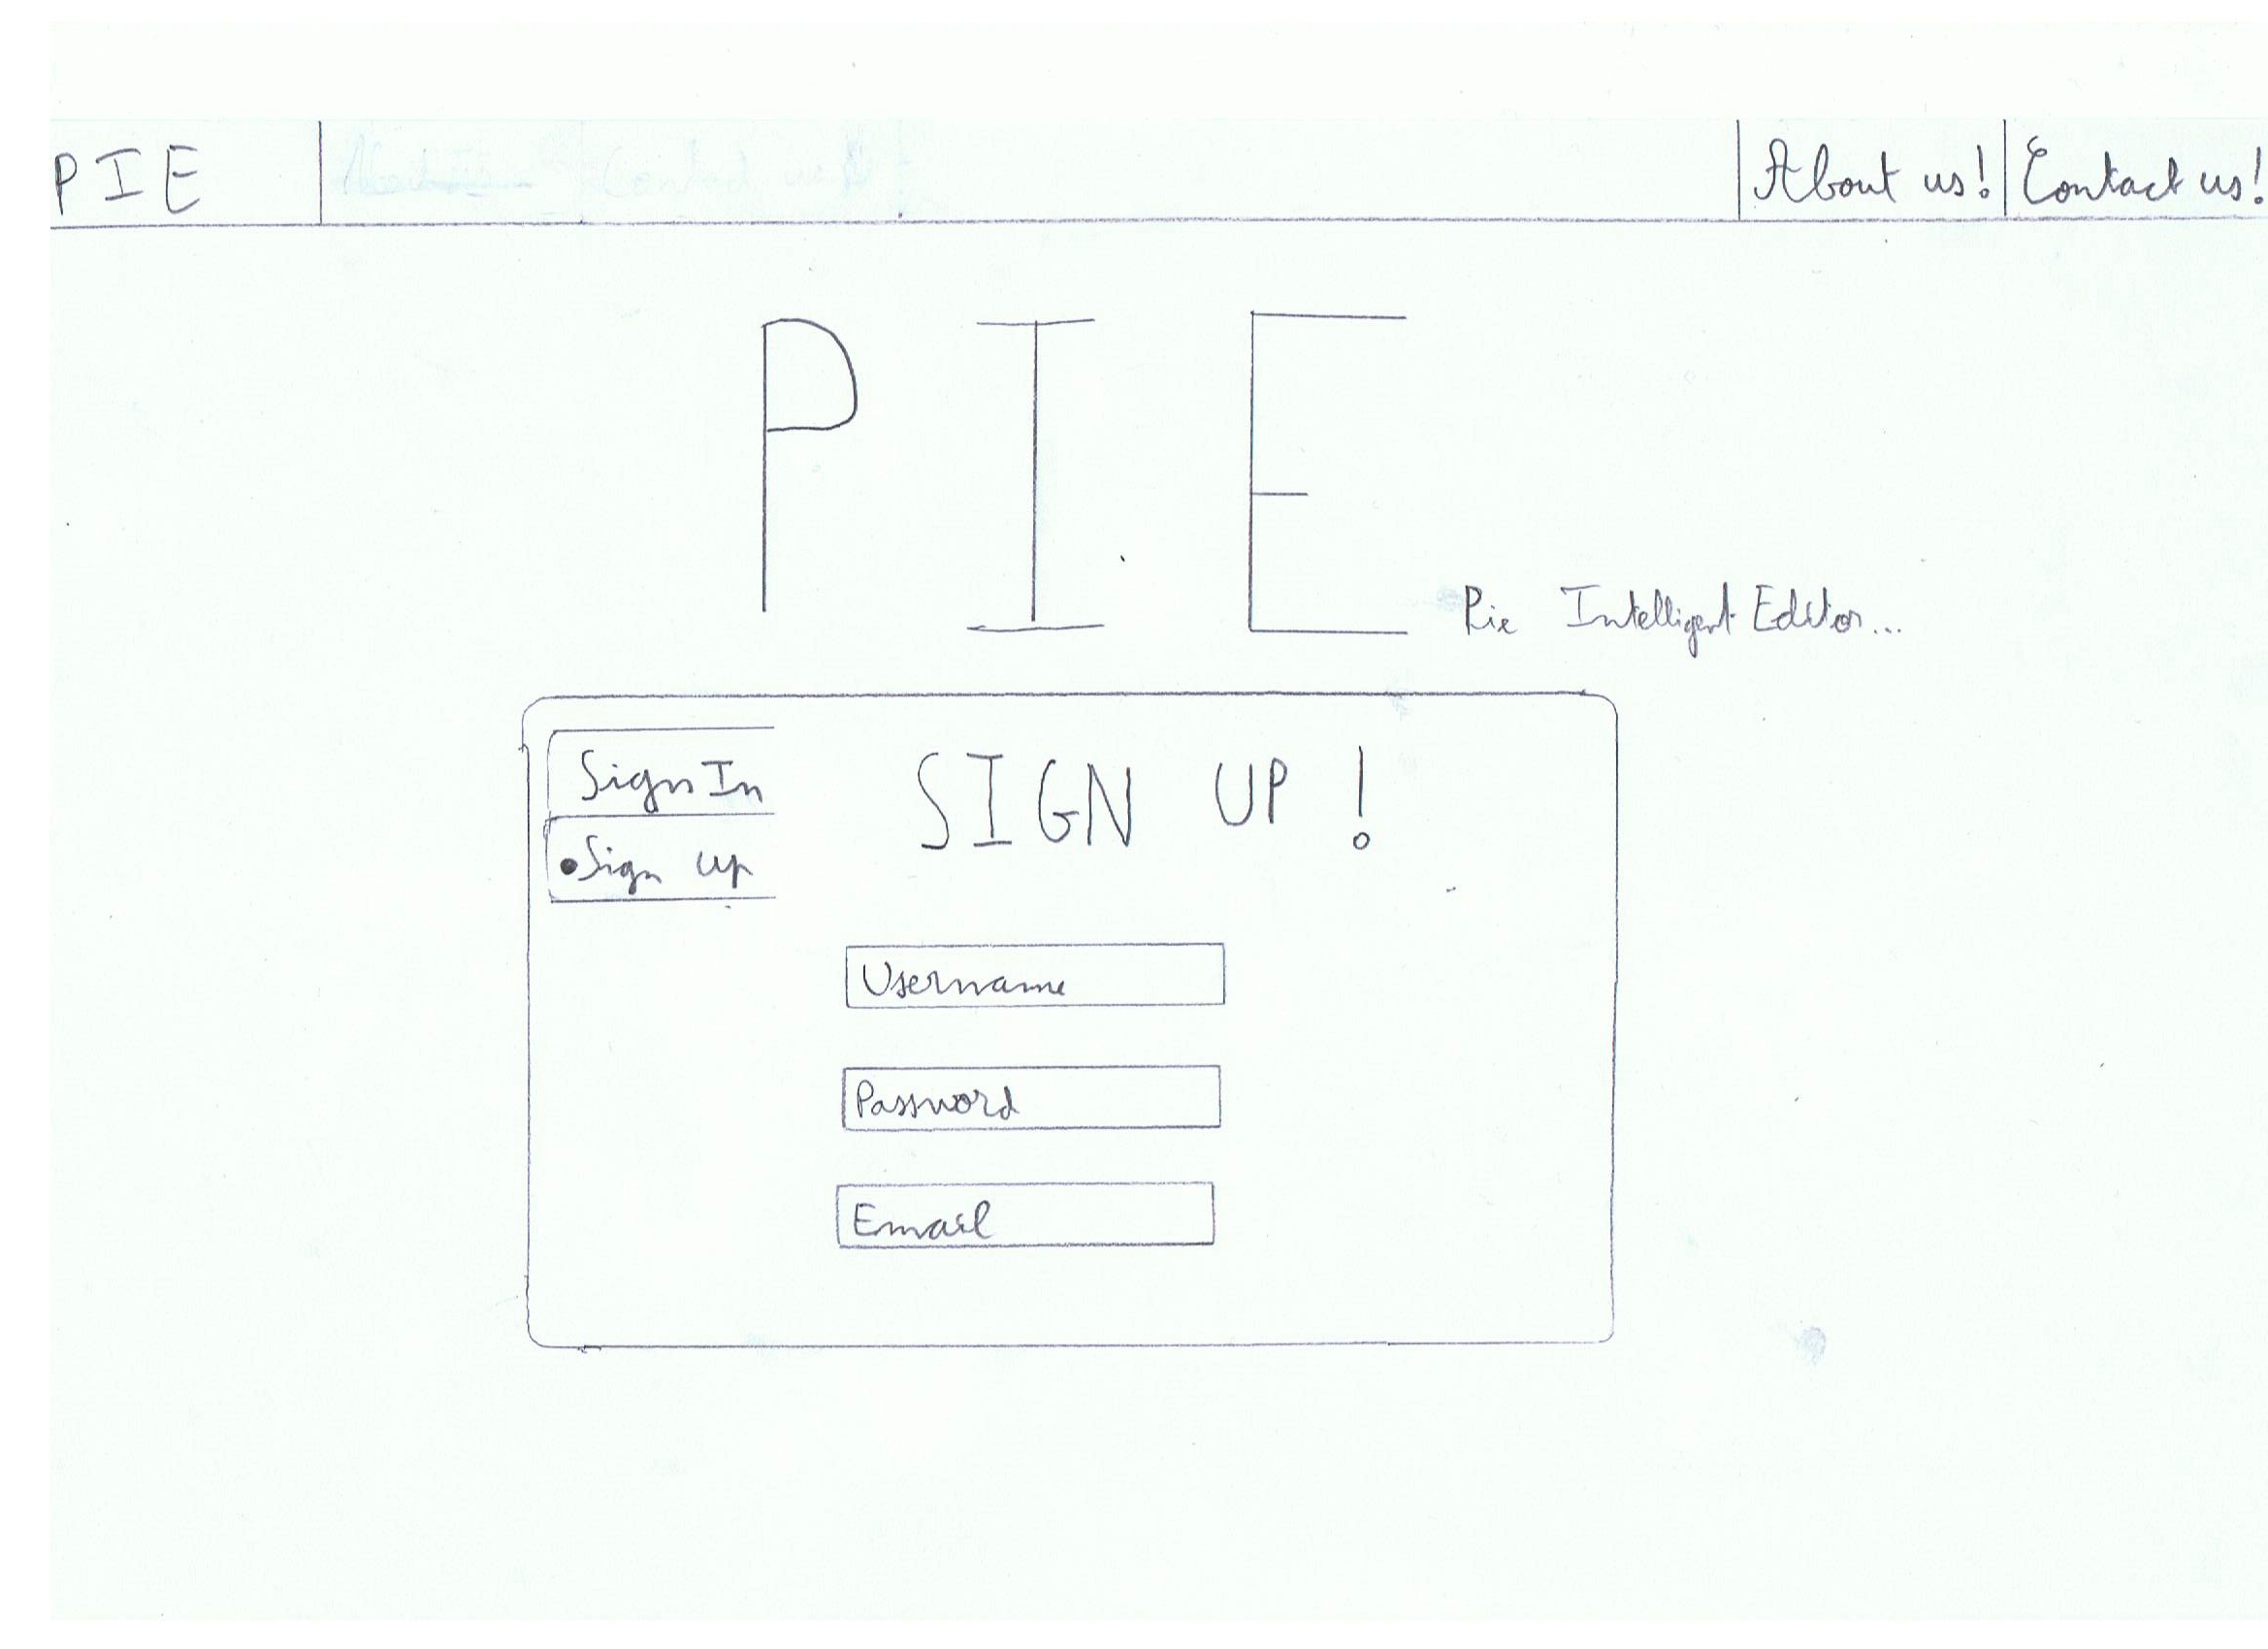 PIE About us! Contact us!
PIE
Pie Intelligent Editor...
Sign In
SIGN UP!
•Sign up
Username
Password
Email